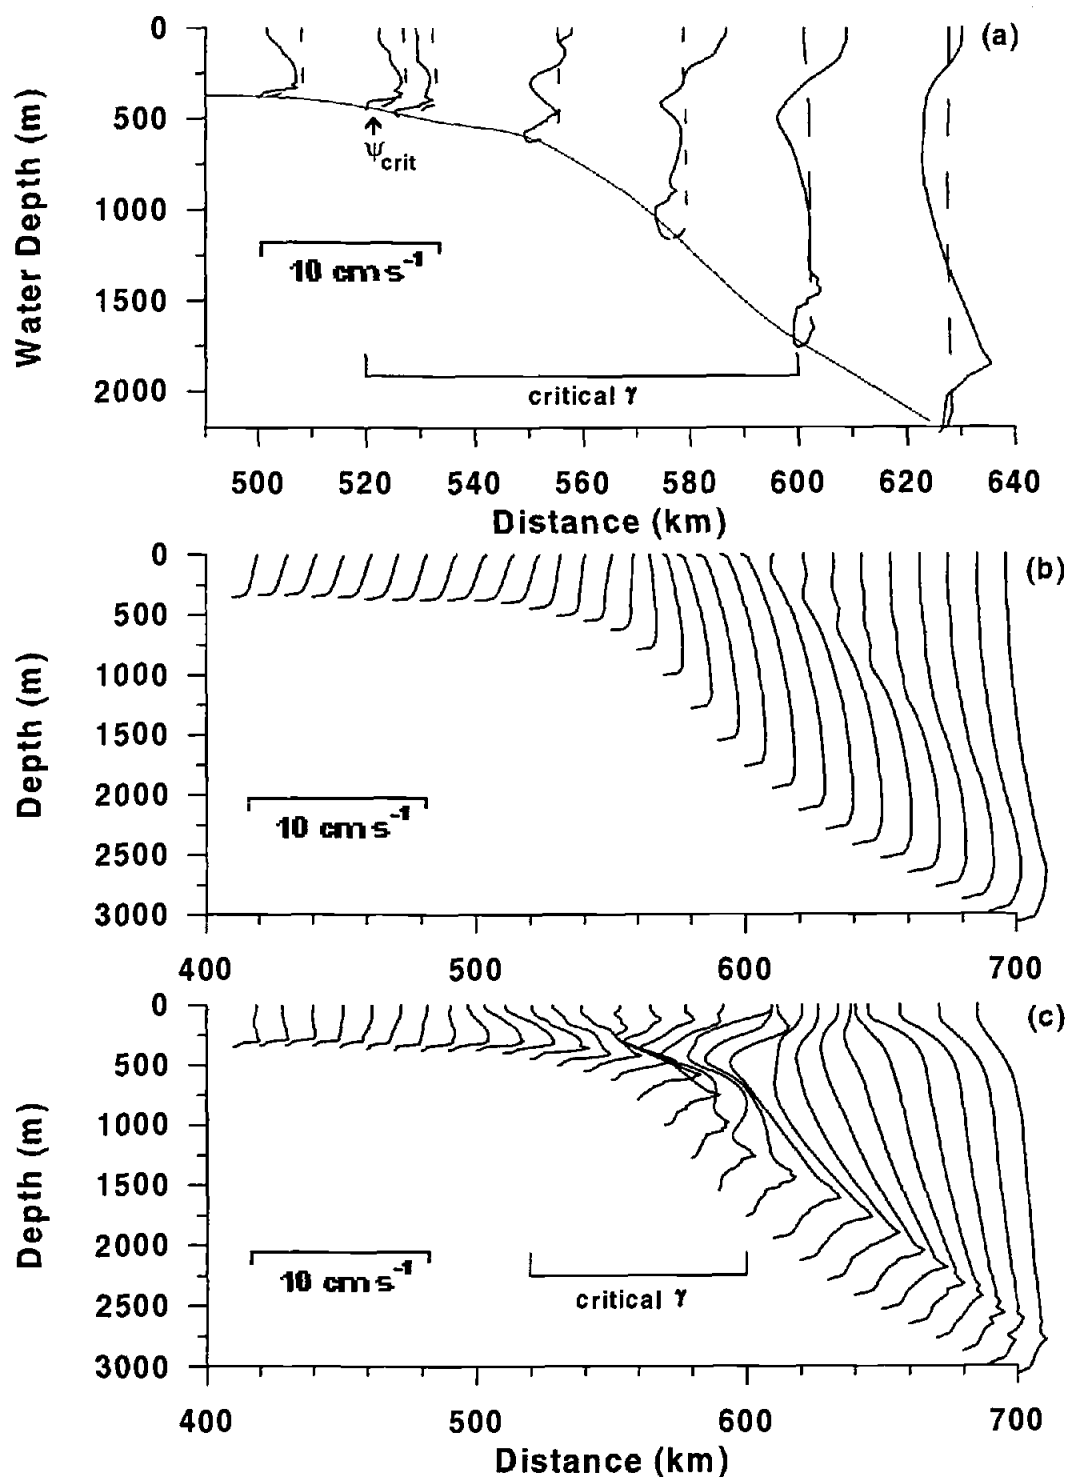 (a)
0
500
1000
1500
2000
Water Depth (m)
ψcrit
10 cm s⁻¹
critical γ
500 520 540 560 580 600 620 640
Distance (km)
(b)
0
500
1000
1500
2000
2500
3000
Depth (m)
10 cm s⁻¹
400 500 600 700
(c)
0
500
1000
1500
2000
2500
3000
Depth (m)
10 cm s⁻¹
critical γ
400 500 600 700
Distance (km)